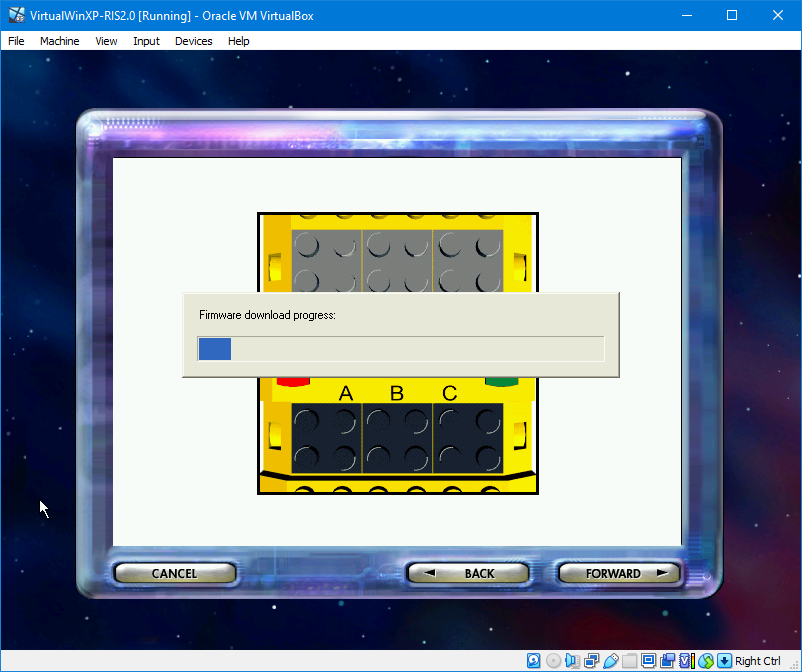 VirtualWinXP-RIS2.0 [Running] - Oracle VM VirtualBox
File Machine View Input Devices Help
Firmware download progress:
A B C
CANCEL BACK FORWARD
Right Ctrl